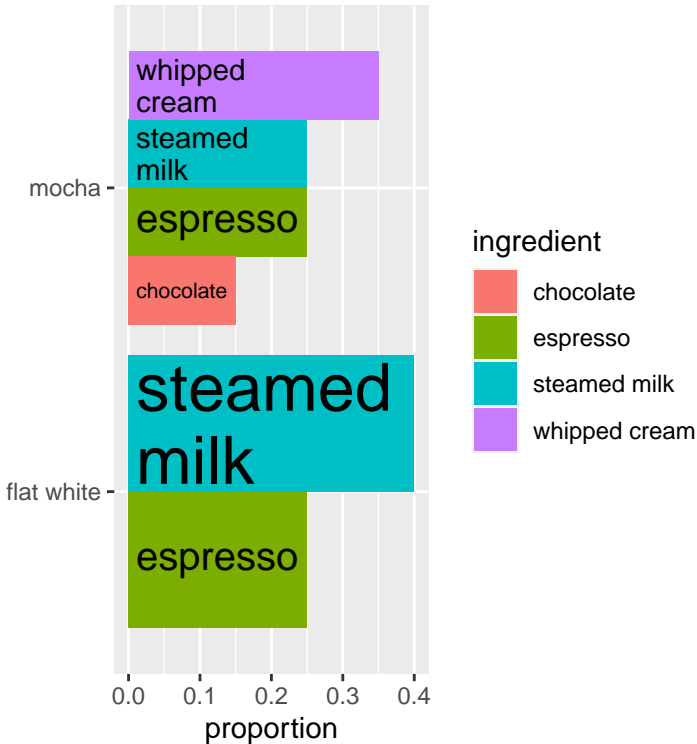 whipped
cream
steamed
milk
mocha
espresso
chocolate
steamed
milk
flat white
espresso
0.0 0.1 0.2 0.3 0.4
proportion
ingredient
chocolate
espresso
steamed milk
whipped cream